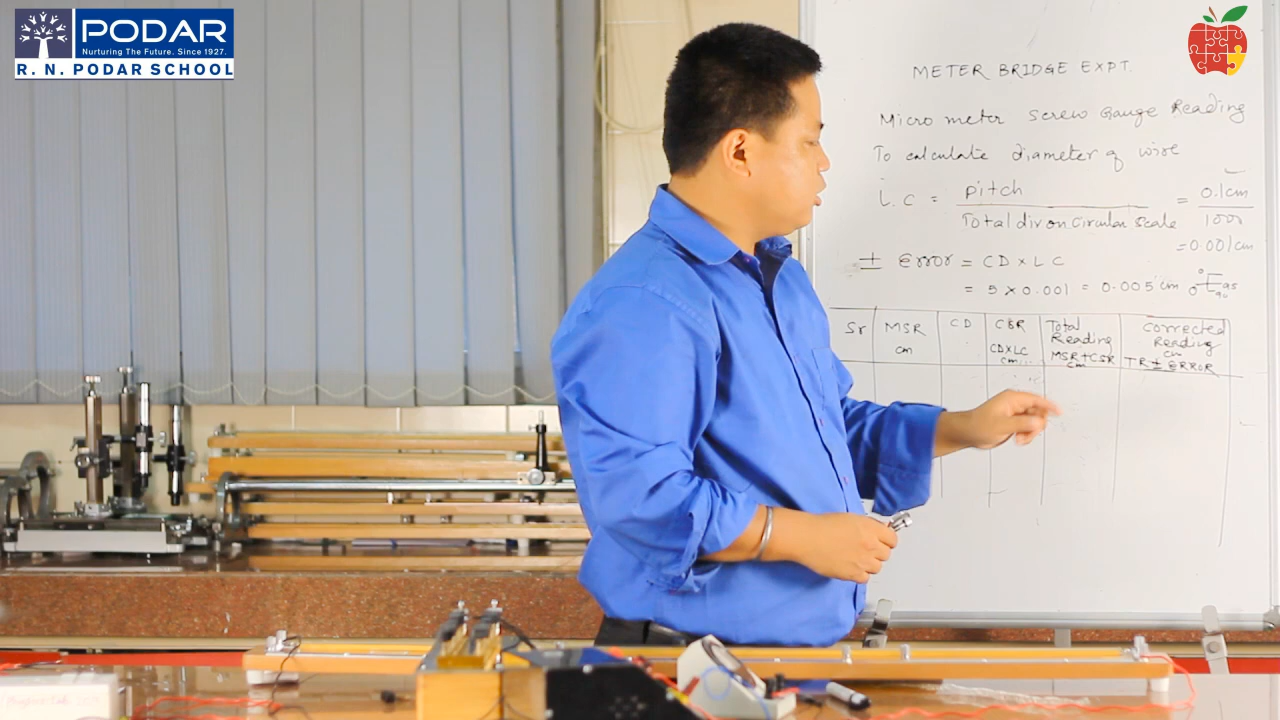 PODAR
Nurturing The Future. Since 1927.
R. N. PODAR SCHOOL
METER BRIDGE EXPT.
Micro meter screw Gauge Reading
To calculate diameter of wire
L.C = Pitch / Total div on Circular scale = 0.1cm / 100
= 0.001cm
± Error = CD × LC
= 5 × 0.001 = 0.005 cm
Sr | MSR cm | CD | CSR CD×LC cm | Total Reading MSR+CSR cm | Corrected Reading cm TR ± ERROR